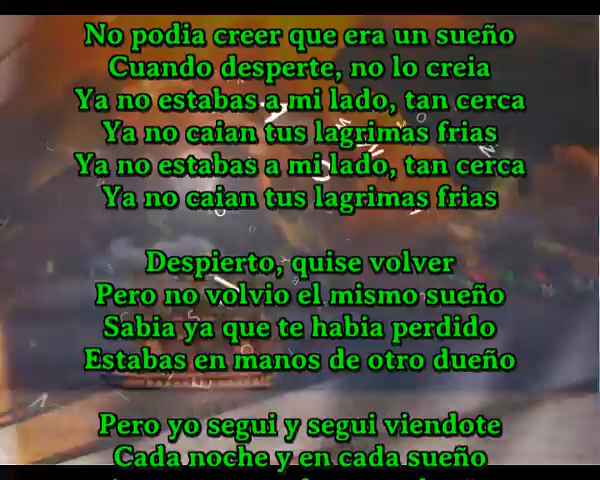 No podia creer que era un sueño
Cuando desperte, no lo creia
Ya no estabas a mi lado, tan cerca
Ya no caian tus lagrimas frias
Ya no estabas a mi lado, tan cerca
Ya no caian tus lagrimas frias
Despierto, quise volver
Pero no volvio el mismo sueño
Sabia ya que te habia perdido
Estabas en manos de otro dueño
Pero yo segui y segui viendote
Cada noche y en cada sueño